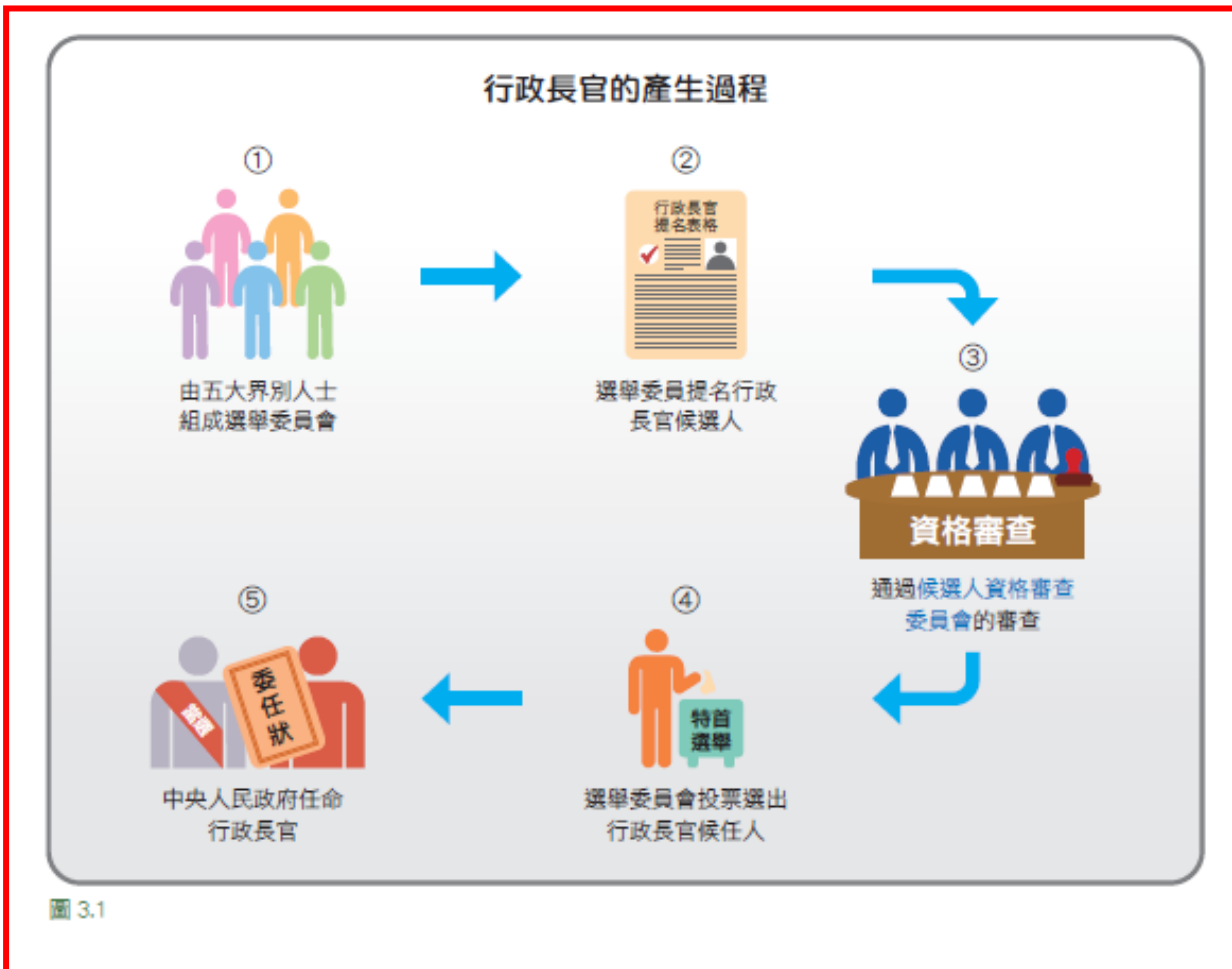 行政長官的產生過程
①
由五大界別人士
組成選舉委員會
②
行政長官
提名表格
選舉委員提名行政
長官候選人
③
資格審查
通過候選人資格審查
委員會的審查
④
特首
選舉
選舉委員會投票選出
行政長官候任人
⑤
委任狀
中央人民政府任命
行政長官
圖 3.1